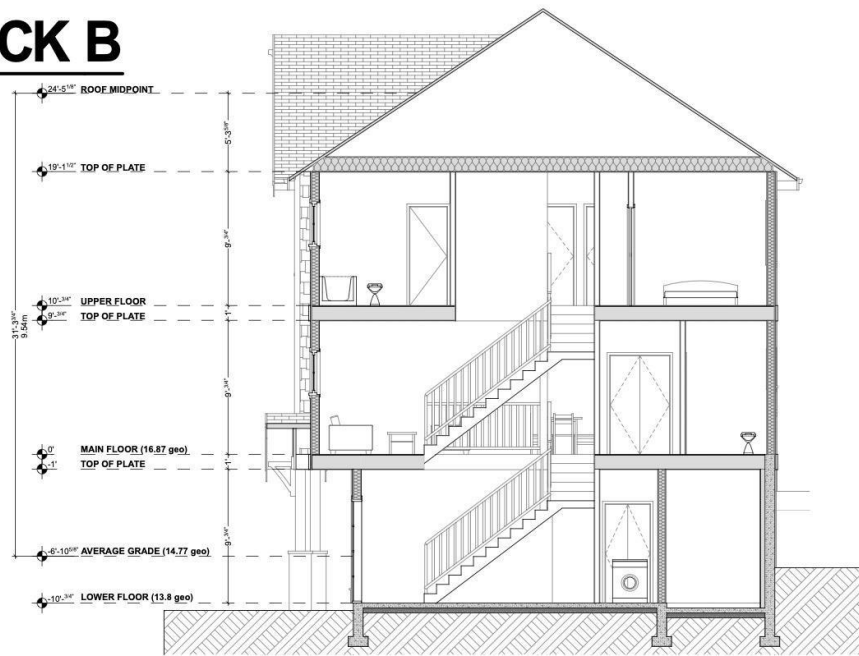 CK B
24'-5 1/8" ROOF MIDPOINT
5'-3 5/8"
19'-1 1/2" TOP OF PLATE
9'- 3/4"
10'- 3/4" UPPER FLOOR
1'
9'- 3/4" TOP OF PLATE
31'-3 3/4"
9.54m
9'- 3/4"
0' MAIN FLOOR (16.87 geo)
1'
-1' TOP OF PLATE
9'- 3/4"
-6'-10 5/8" AVERAGE GRADE (14.77 geo)
-10'- 3/4" LOWER FLOOR (13.8 geo)